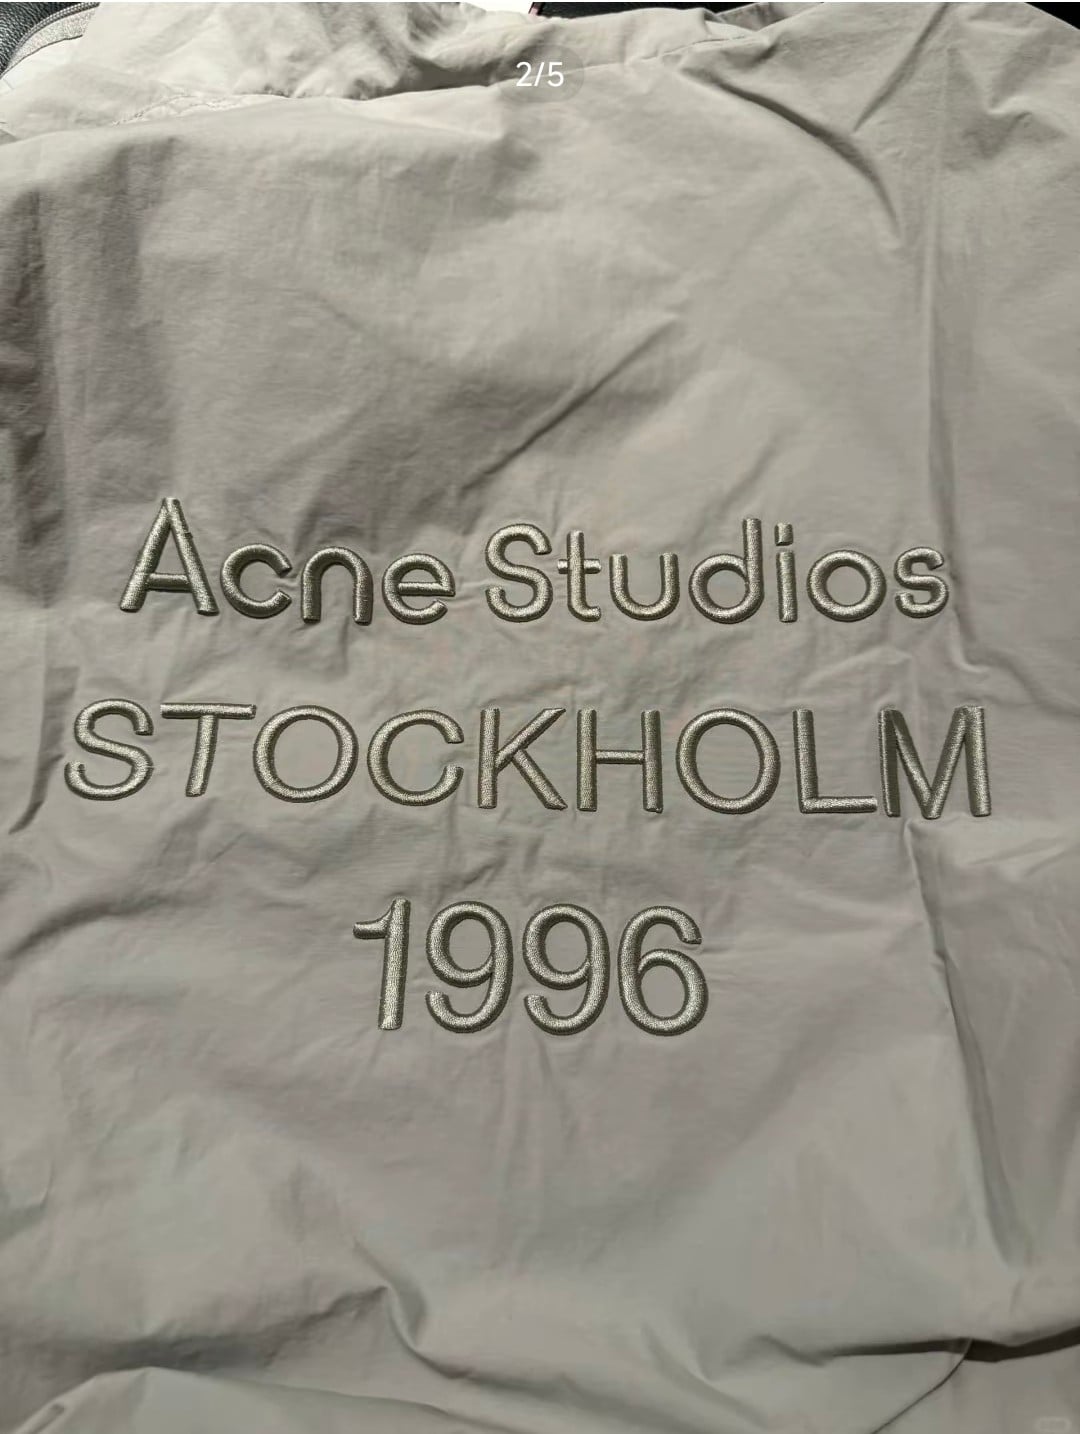 2/5
Acne Studios
STOCKHOLM
1996